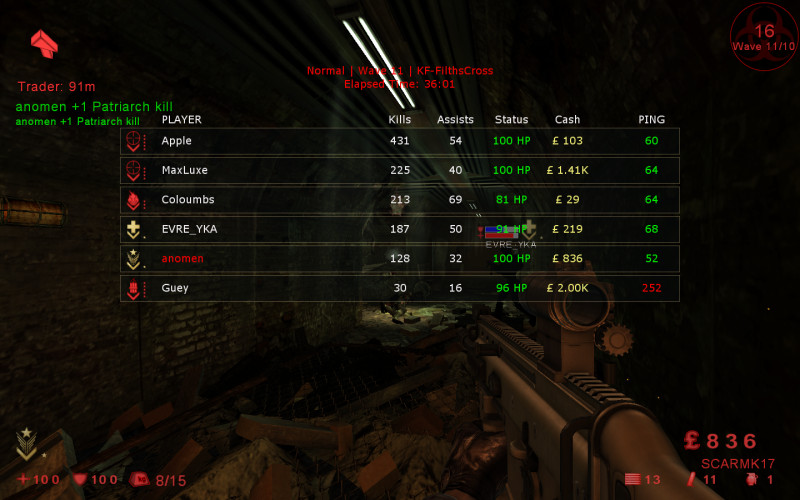 16
Wave 11/10
Normal | Wave 11 | KF-FilthsCross
Elapsed Time: 36:01
Trader: 91m
anomen +1 Patriarch kill
anomen +1 Patriarch kill
PLAYER Kills Assists Status Cash PING
Apple 431 54 100 HP £ 103 60
MaxLuxe 225 40 100 HP £ 1.41K 64
Coloumbs 213 69 81 HP £ 29 64
EVRE_YKA 187 50 91 HP £ 219 68
EVRE_YKA
anomen 128 32 100 HP £ 836 52
Guey 30 16 96 HP £ 2.00K 252
£836
SCARMK17
100 100 8/15 13 11 1